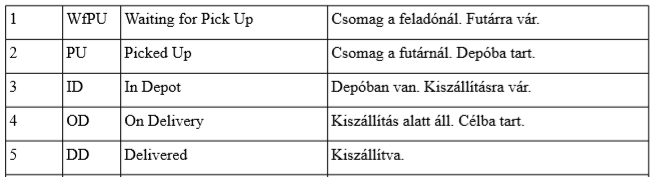 1 WfPU Waiting for Pick Up Csomag a feladónál. Futárra vár.
2 PU Picked Up Csomag a futárnál. Depóba tart.
3 ID In Depot Depóban van. Kiszállításra vár.
4 OD On Delivery Kiszállítás alatt áll. Célba tart.
5 DD Delivered Kiszállítva.